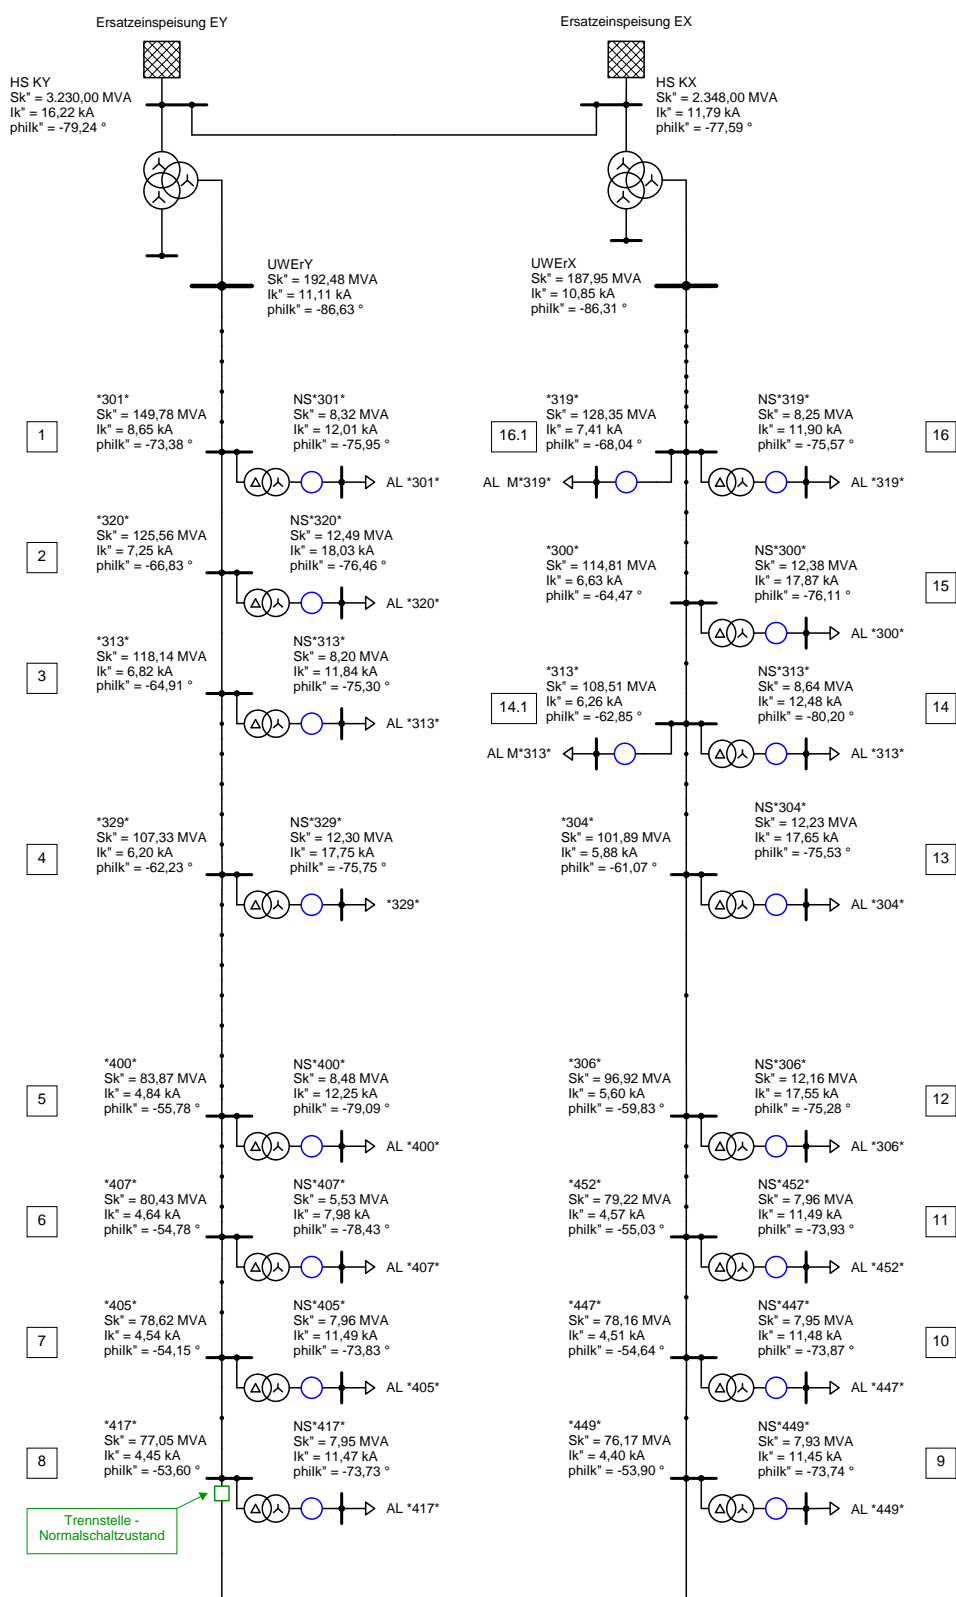 Ersatzeinspeisung EY
Ersatzeinspeisung EX
HS KY
Sk" = 3.230,00 MVA
Ik" = 16,22 kA
philk" = -79,24 °
HS KX
Sk" = 2.348,00 MVA
Ik" = 11,79 kA
philk" = -77,59 °
UWErY
Sk" = 192,48 MVA
Ik" = 11,11 kA
philk" = -86,63 °
UWErX
Sk" = 187,95 MVA
Ik" = 10,85 kA
philk" = -86,31 °
1
*301*
Sk" = 149,78 MVA
Ik" = 8,65 kA
philk" = -73,38 °
NS*301*
Sk" = 8,32 MVA
Ik" = 12,01 kA
philk" = -75,95 °
AL *301*
16.1
*319*
Sk" = 128,35 MVA
Ik" = 7,41 kA
philk" = -68,04 °
NS*319*
Sk" = 8,25 MVA
Ik" = 11,90 kA
philk" = -75,57 °
16
AL M*319*
AL *319*
2
*320*
Sk" = 125,56 MVA
Ik" = 7,25 kA
philk" = -66,83 °
NS*320*
Sk" = 12,49 MVA
Ik" = 18,03 kA
philk" = -76,46 °
AL *320*
*300*
Sk" = 114,81 MVA
Ik" = 6,63 kA
philk" = -64,47 °
NS*300*
Sk" = 12,38 MVA
Ik" = 17,87 kA
philk" = -76,11 °
15
AL *300*
3
*313*
Sk" = 118,14 MVA
Ik" = 6,82 kA
philk" = -64,91 °
NS*313*
Sk" = 8,20 MVA
Ik" = 11,84 kA
philk" = -75,30 °
AL *313*
14.1
*313*
Sk" = 108,51 MVA
Ik" = 6,26 kA
philk" = -62,85 °
NS*313*
Sk" = 8,64 MVA
Ik" = 12,48 kA
philk" = -80,20 °
14
AL M*313*
AL *313*
4
*329*
Sk" = 107,33 MVA
Ik" = 6,20 kA
philk" = -62,23 °
NS*329*
Sk" = 12,30 MVA
Ik" = 17,75 kA
philk" = -75,75 °
*329*
*304*
Sk" = 101,89 MVA
Ik" = 5,88 kA
philk" = -61,07 °
NS*304*
Sk" = 12,23 MVA
Ik" = 17,65 kA
philk" = -75,53 °
13
AL *304*
5
*400*
Sk" = 83,87 MVA
Ik" = 4,84 kA
philk" = -55,78 °
NS*400*
Sk" = 8,48 MVA
Ik" = 12,25 kA
philk" = -79,09 °
AL *400*
*306*
Sk" = 96,92 MVA
Ik" = 5,60 kA
philk" = -59,83 °
NS*306*
Sk" = 12,16 MVA
Ik" = 17,55 kA
philk" = -75,28 °
12
AL *306*
6
*407*
Sk" = 80,43 MVA
Ik" = 4,64 kA
philk" = -54,78 °
NS*407*
Sk" = 5,53 MVA
Ik" = 7,98 kA
philk" = -78,43 °
AL *407*
*452*
Sk" = 79,22 MVA
Ik" = 4,57 kA
philk" = -55,03 °
NS*452*
Sk" = 7,96 MVA
Ik" = 11,49 kA
philk" = -73,93 °
11
AL *452*
7
*405*
Sk" = 78,62 MVA
Ik" = 4,54 kA
philk" = -54,15 °
NS*405*
Sk" = 7,96 MVA
Ik" = 11,49 kA
philk" = -73,83 °
AL *405*
*447*
Sk" = 78,16 MVA
Ik" = 4,51 kA
philk" = -54,64 °
NS*447*
Sk" = 7,95 MVA
Ik" = 11,48 kA
philk" = -73,87 °
10
AL *447*
8
*417*
Sk" = 77,05 MVA
Ik" = 4,45 kA
philk" = -53,60 °
NS*417*
Sk" = 7,95 MVA
Ik" = 11,47 kA
philk" = -73,73 °
AL *417*
*449*
Sk" = 76,17 MVA
Ik" = 4,40 kA
philk" = -53,90 °
NS*449*
Sk" = 7,93 MVA
Ik" = 11,45 kA
philk" = -73,74 °
9
AL *449*
Trennstelle -
Normalschaltzustand